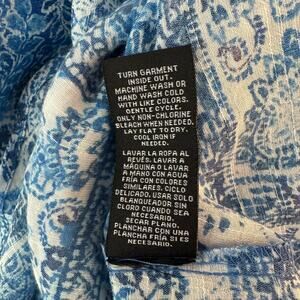 TURN GARMENT
INSIDE OUT.
MACHINE WASH OR
HAND WASH COLD
WITH LIKE COLORS.
GENTLE CYCLE.
ONLY NON-CHLORINE
BLEACH WHEN NEEDED.
LAY FLAT TO DRY.
COOL IRON IF
NEEDED.
LAVAR LA ROPA AL
REVÉS. LAVAR A
MÁQUINA O LAVAR
A MANO CON AGUA
FRÍA CON COLORES
SIMILARES. CICLO
DELICADO. USAR SOLO
BLANQUEADOR SIN
CLORO CUANDO SEA
NECESARIO.
SECAR PLANO.
PLANCHAR CON UNA
PLANCHA FRÍA SI ES
NECESARIO.